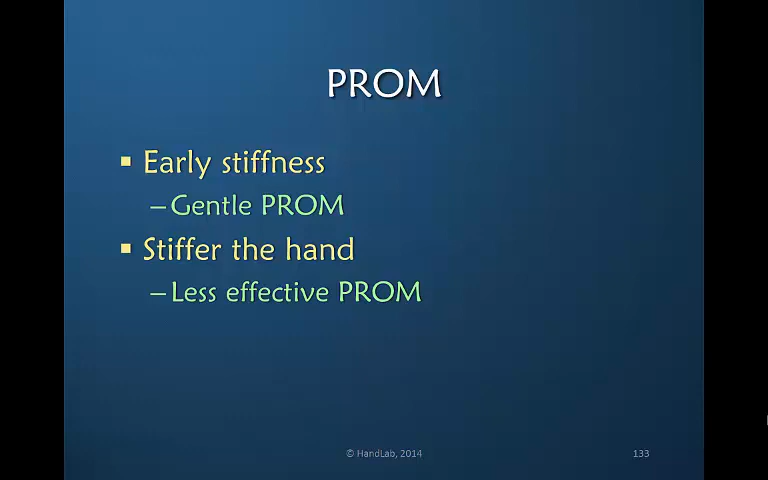 PROM
▪ Early stiffness
–Gentle PROM
▪ Stiffer the hand
–Less effective PROM
© HandLab, 2014 133